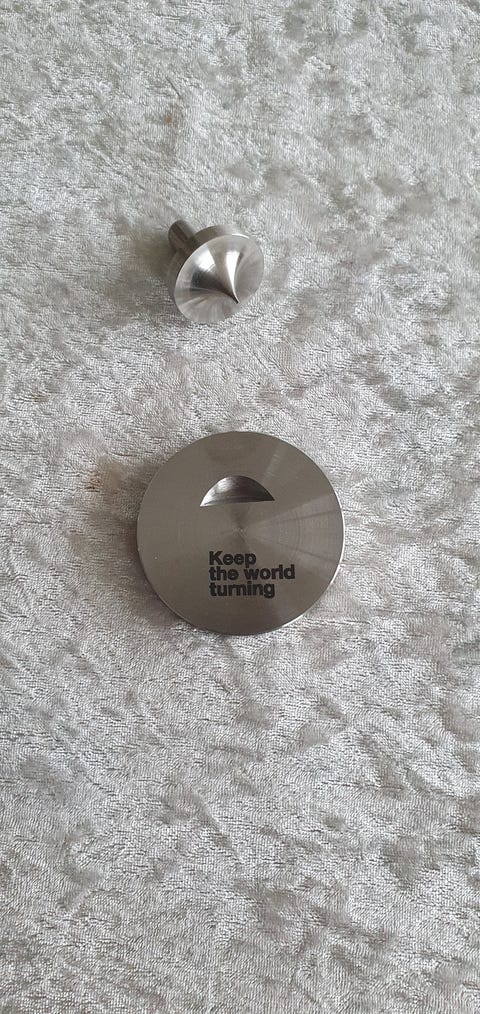 Keep
the world
turning